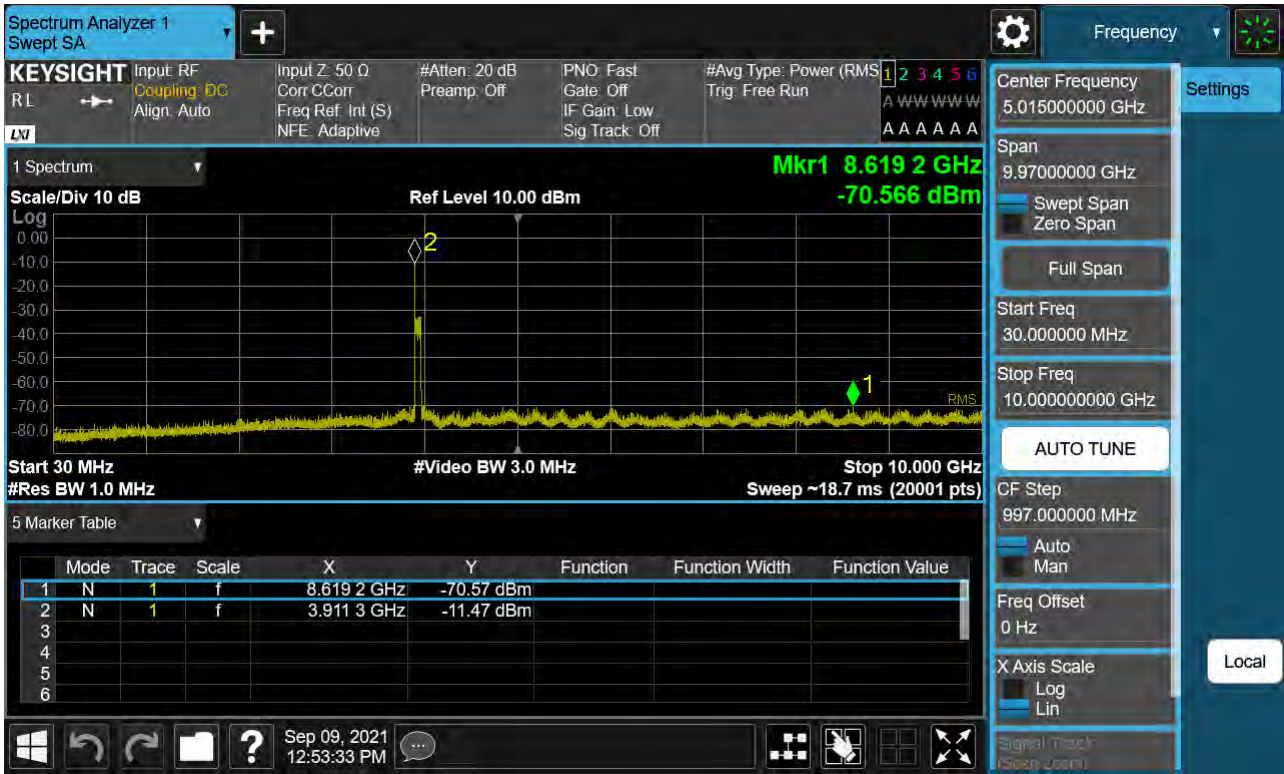 Spectrum Analyzer 1
Swept SA
+
Frequency
KEYSIGHT
RL
LXI
Input: RF
Coupling: DC
Align: Auto
Input Z: 50 Ω
Corr CCorr
Freq Ref: Int (S)
NFE: Adaptive
#Atten: 20 dB
Preamp: Off
PNO: Fast
Gate: Off
IF Gain: Low
Sig Track: Off
#Avg Type: Power (RMS
Trig: Free Run
1 2 3 4 5 6
A W W W W W
A A A A A A
1 Spectrum
Scale/Div 10 dB
Ref Level 10.00 dBm
Mkr1 8.619 2 GHz
-70.566 dBm
Log
0.00
-10.0
-20.0
-30.0
-40.0
-50.0
-60.0
-70.0
-80.0
2
1
RMS
Start 30 MHz
#Video BW 3.0 MHz
Stop 10.000 GHz
#Res BW 1.0 MHz
Sweep ~18.7 ms (20001 pts)
5 Marker Table
Mode Trace Scale X Y Function Function Width Function Value
1 N 1 f 8.619 2 GHz -70.57 dBm
2 N 1 f 3.911 3 GHz -11.47 dBm
3
4
5
6
Sep 09, 2021
12:53:33 PM
Center Frequency
5.015000000 GHz
Span
9.97000000 GHz
Swept Span
Zero Span
Full Span
Start Freq
30.000000 MHz
Stop Freq
10.000000000 GHz
AUTO TUNE
CF Step
997.000000 MHz
Auto
Man
Freq Offset
0 Hz
X Axis Scale
Log
Lin
Signal Track
(Span Zoom)
Settings
Local